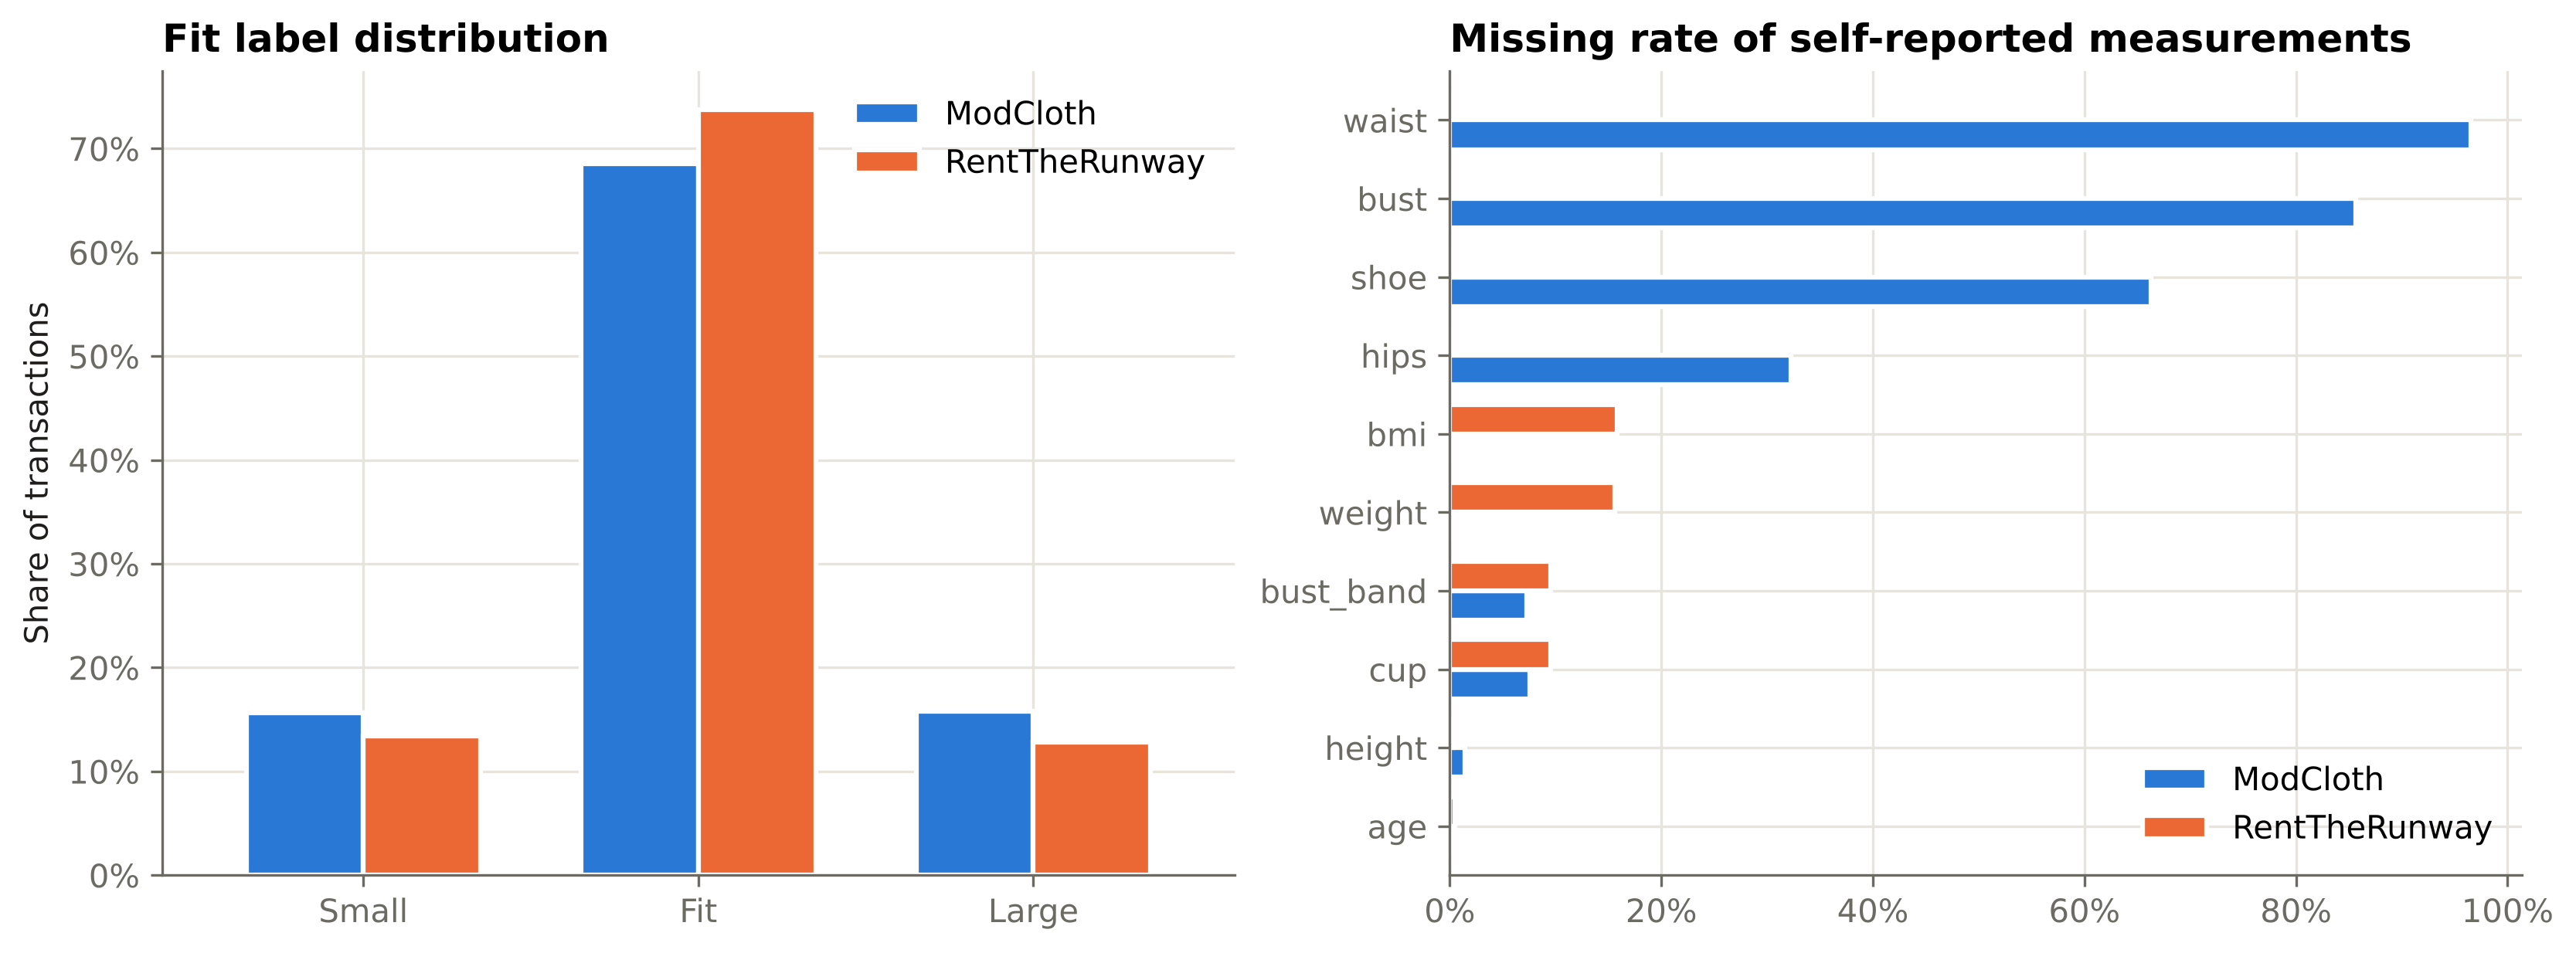 Fit label distribution
Share of transactions
70%
60%
50%
40%
30%
20%
10%
0%
Small
Fit
Large
ModCloth
RentTheRunway
Missing rate of self-reported measurements
waist
bust
shoe
hips
bmi
weight
bust_band
cup
height
age
0%
20%
40%
60%
80%
100%
ModCloth
RentTheRunway